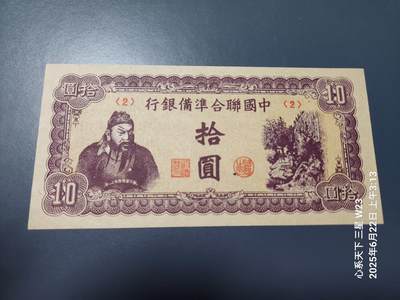 圓拾
10
行銀備準合聯國中
〈2〉
〈2〉
拾圓
10
10
圓拾
心系天下 三星 W23
2025年6月22日 上午3:13